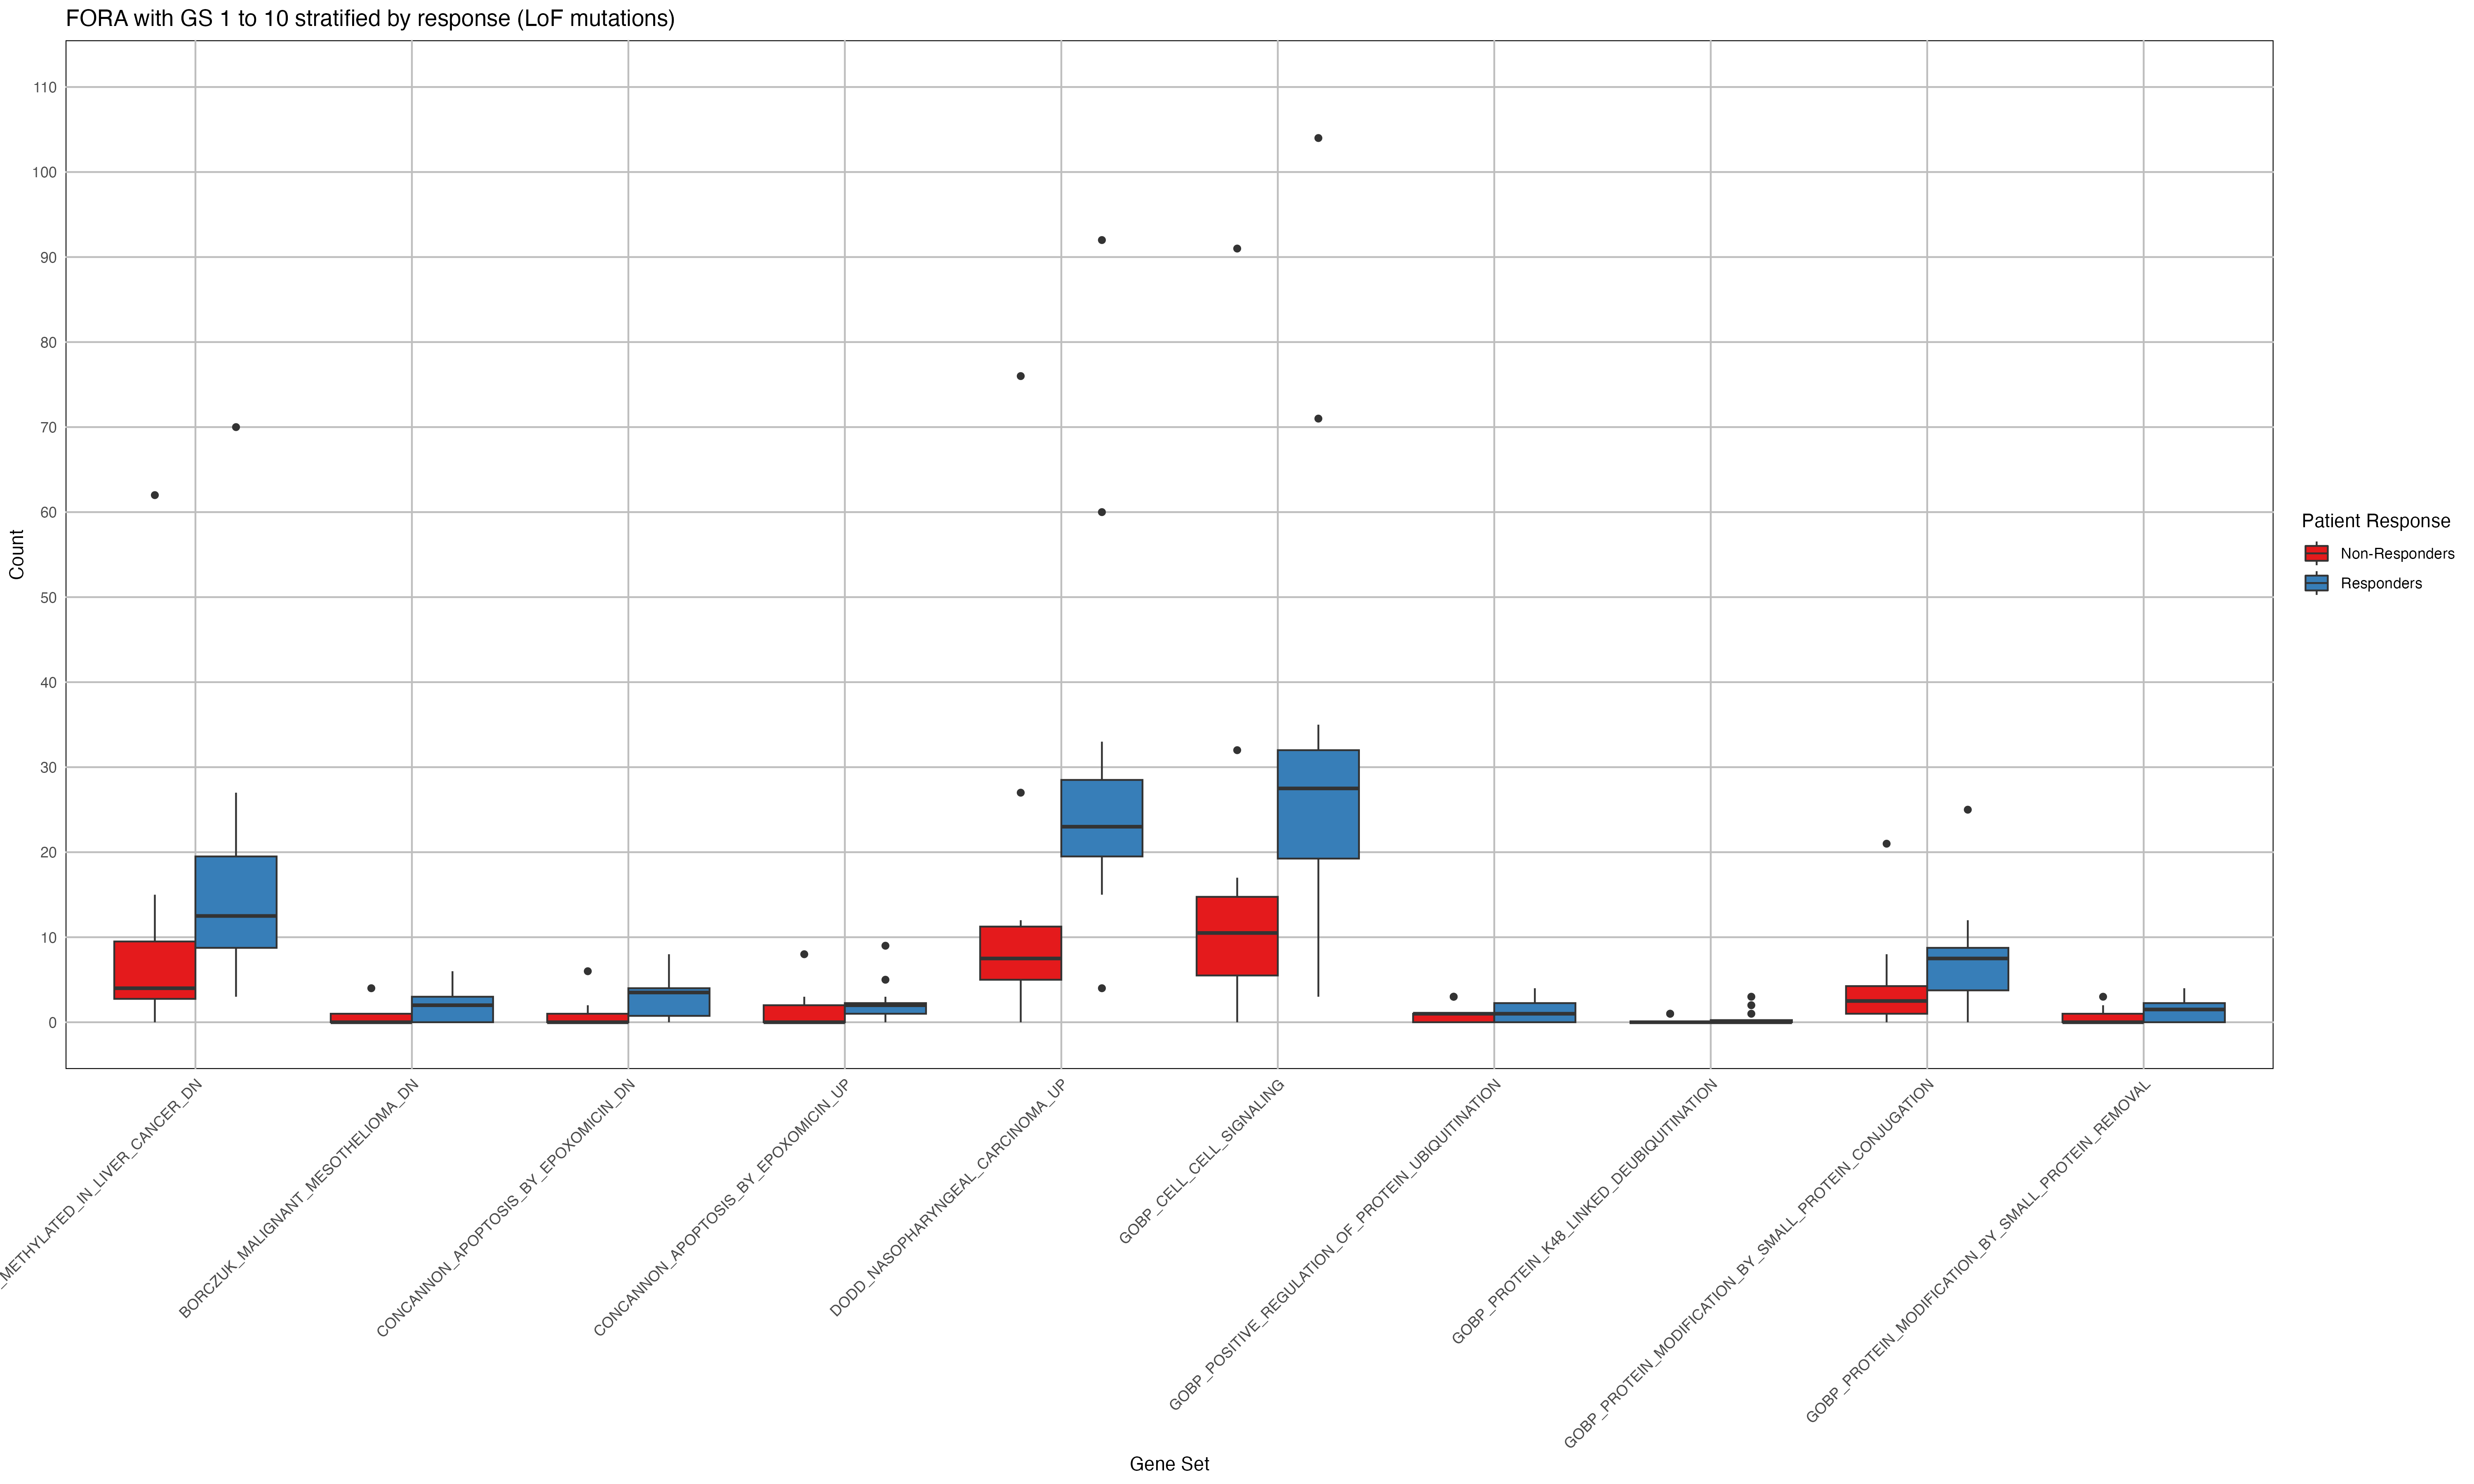 FORA with GS 1 to 10 stratified by response (LoF mutations)
110
100
90
80
70
60
50
40
30
20
10
0
Count
_METHYLATED_IN_LIVER_CANCER_DN
BORCZUK_MALIGNANT_MESOTHELIOMA_DN
CONCANNON_APOPTOSIS_BY_EPOXOMICIN_DN
CONCANNON_APOPTOSIS_BY_EPOXOMICIN_UP
DODD_NASOPHARYNGEAL_CARCINOMA_UP
GOBP_CELL_CELL_SIGNALING
GOBP_POSITIVE_REGULATION_OF_PROTEIN_UBIQUITINATION
GOBP_PROTEIN_K48_LINKED_DEUBIQUITINATION
GOBP_PROTEIN_MODIFICATION_BY_SMALL_PROTEIN_CONJUGATION
GOBP_PROTEIN_MODIFICATION_BY_SMALL_PROTEIN_REMOVAL
Gene Set
Patient Response
Non-Responders
Responders